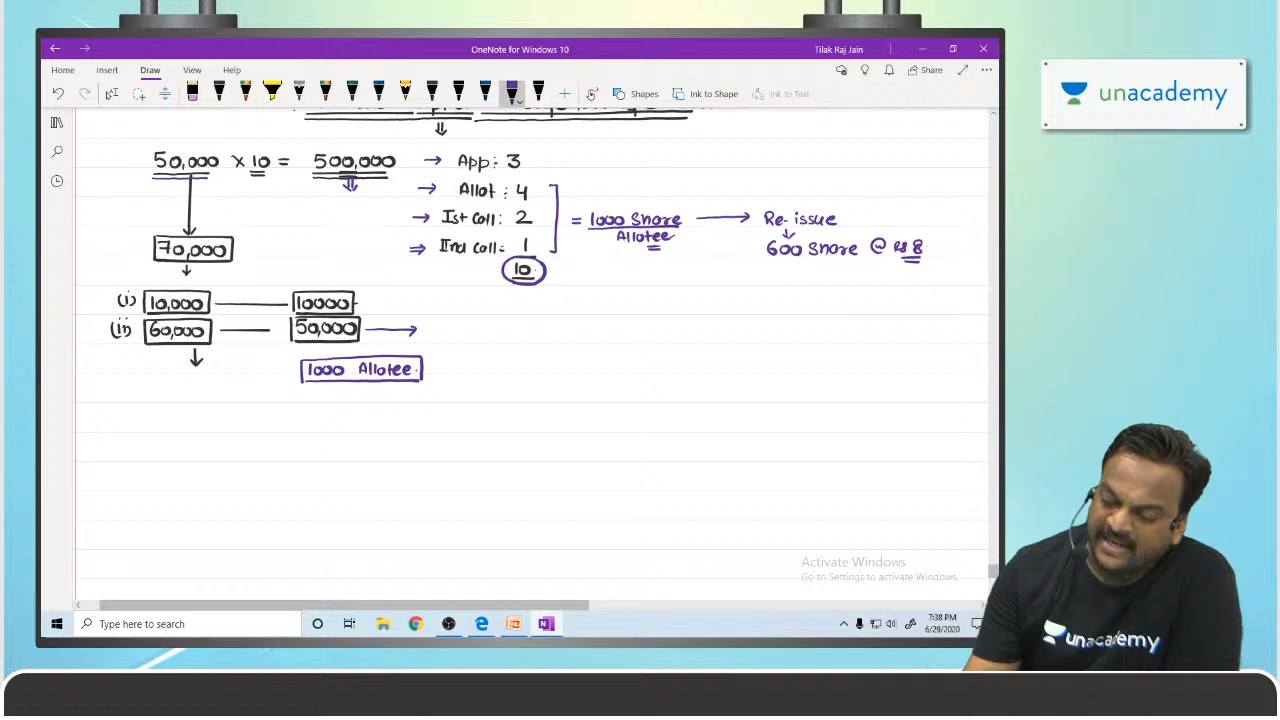 OneNote for Windows 10
Tilak Raj Jain
Home Insert Draw View Help
Share
Shapes
Ink to Shape
Ink to Text
unacademy
50,000 × 10 = 500,000 → App: 3
→ Allot: 4
→ Ist Call: 2 = 1000 Share → Re-issue
Allotee
70,000 ⇒ IInd Call: 1 600 Share @ Rs 8
10
(i) 10,000 10000
(ii) 60,000 50,000 →
1000 Allotee
Activate Windows
Go to Settings to activate Windows.
Type here to search
7:38 PM
6/29/2020
unacademy